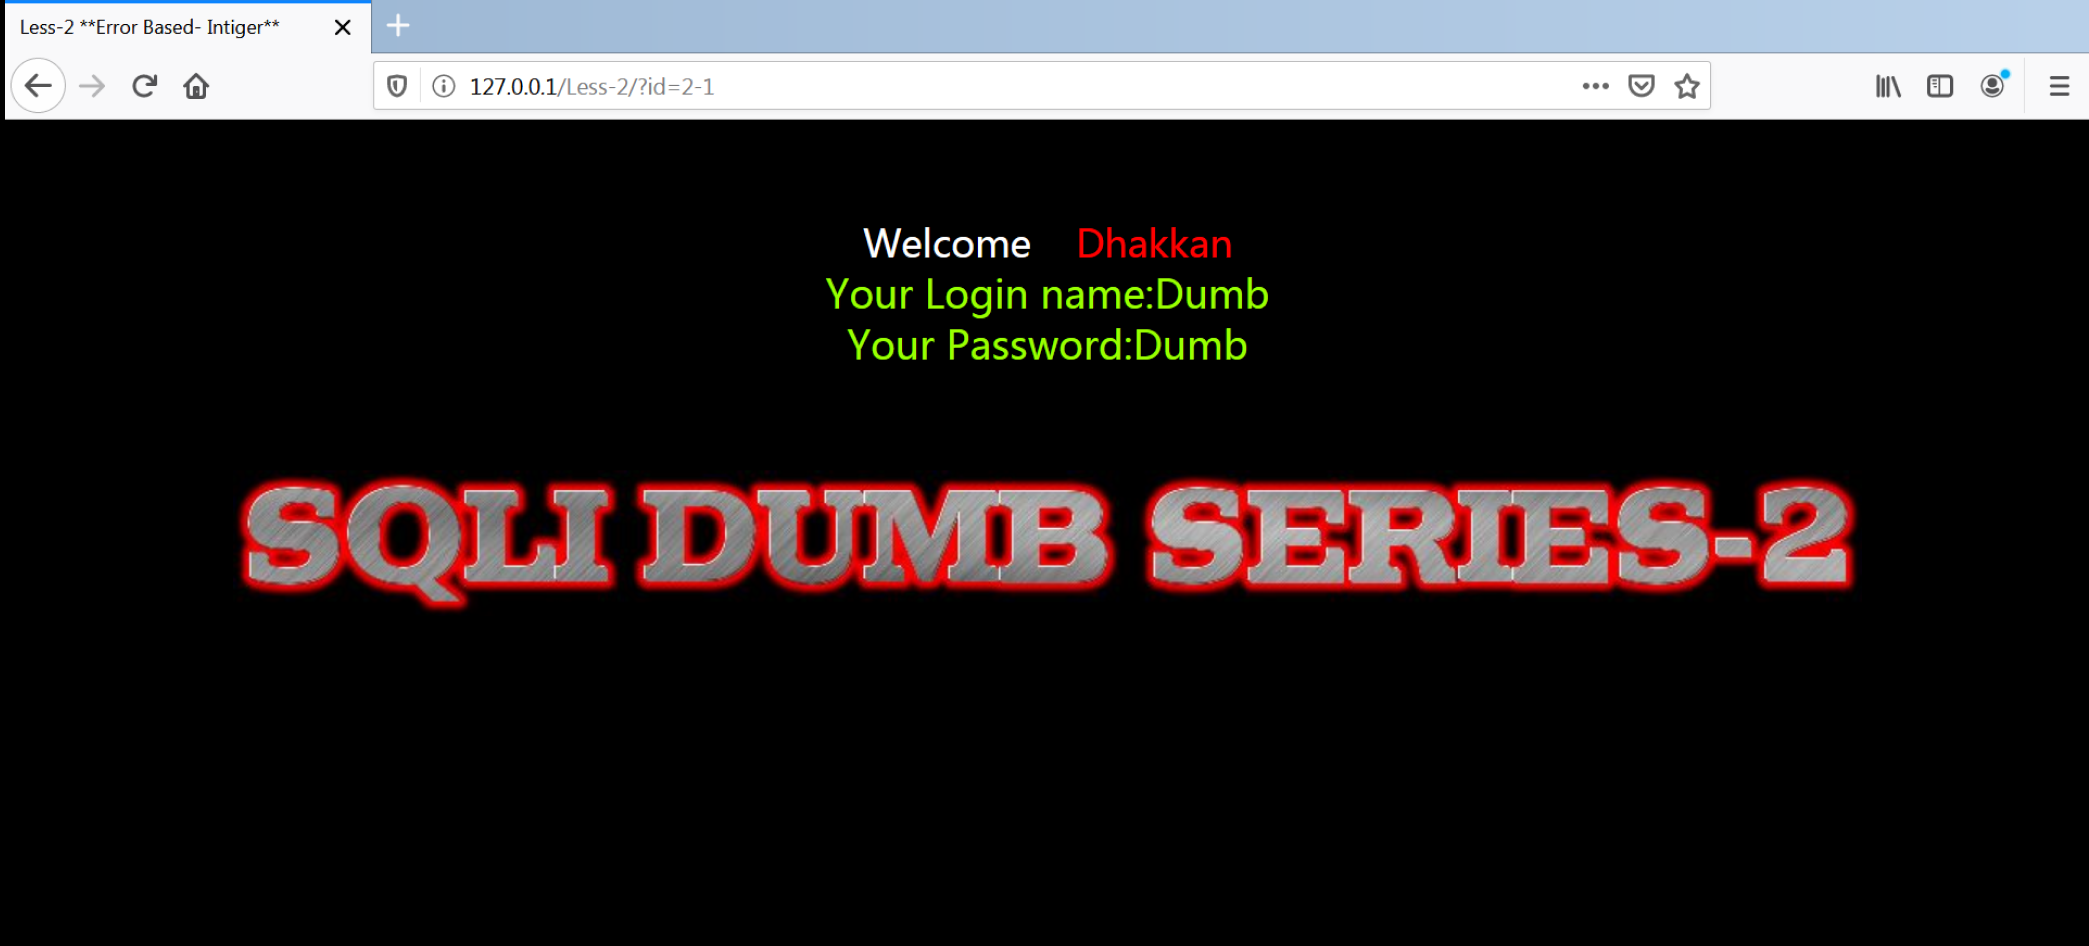 Less-2 **Error Based- Intiger**
127.0.0.1/Less-2/?id=2-1
Welcome Dhakkan
Your Login name:Dumb
Your Password:Dumb
SQLI DUMB SERIES-2